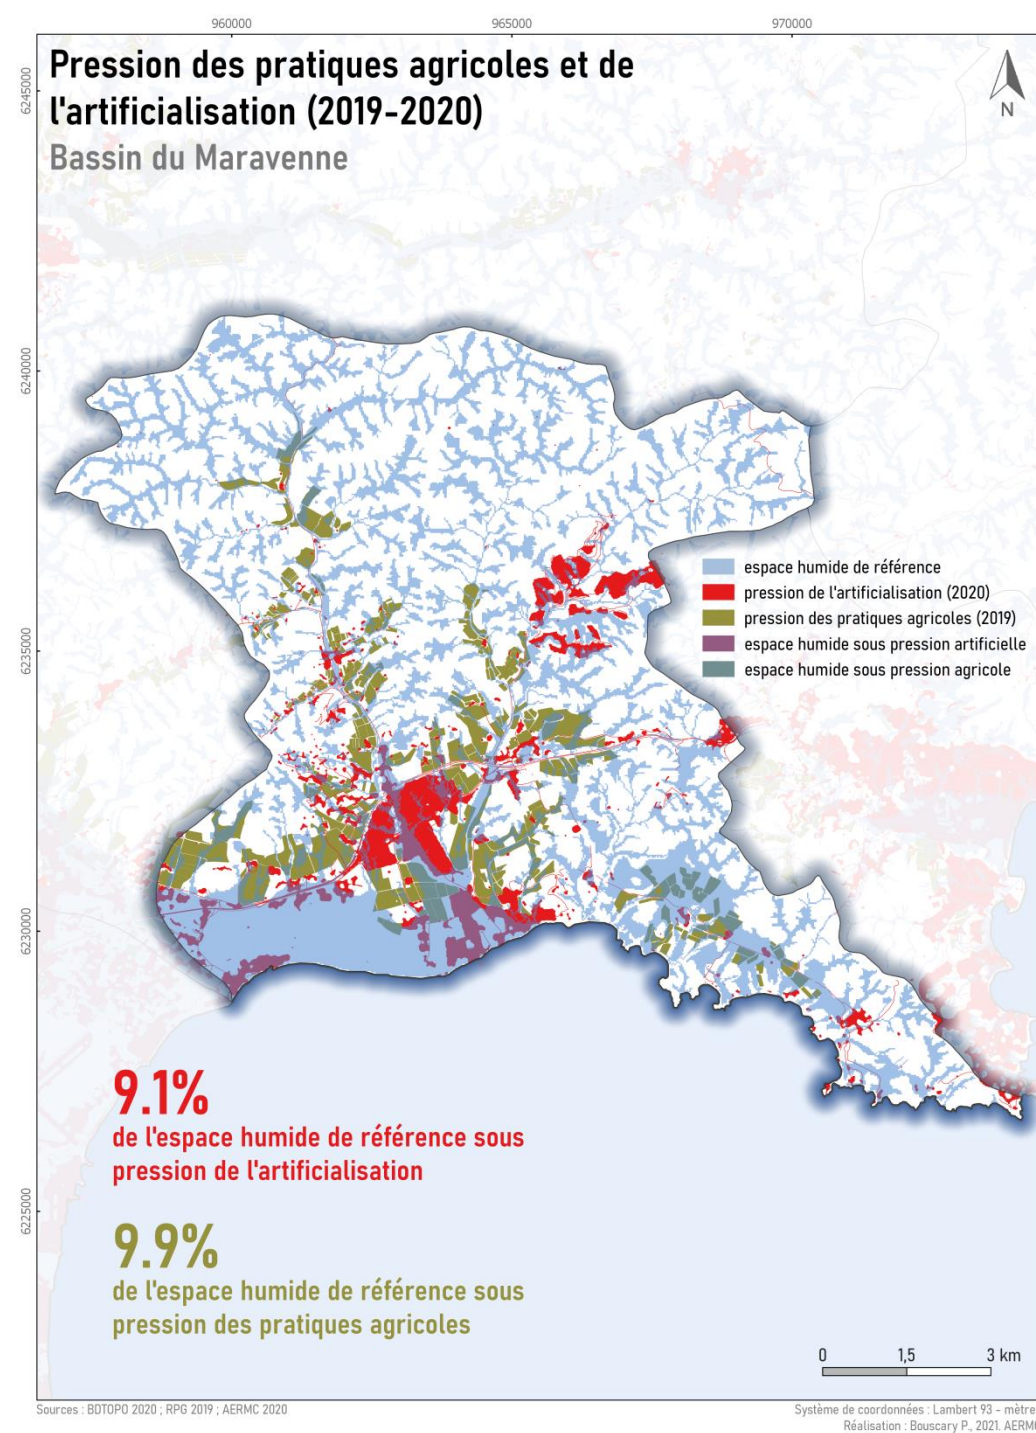 960000
965000
970000
Pression des pratiques agricoles et de
l'artificialisation (2019-2020)
Bassin du Maravenne
N
6245000
6240000
6235000
6230000
6225000
espace humide de référence
pression de l'artificialisation (2020)
pression des pratiques agricoles (2019)
espace humide sous pression artificielle
espace humide sous pression agricole
9.1%
de l'espace humide de référence sous
pression de l'artificialisation
9.9%
de l'espace humide de référence sous
pression des pratiques agricoles
0 1,5 3 km
Sources : BDTOPO 2020 ; RPG 2019 ; AERMC 2020
Système de coordonnées : Lambert 93 - mètre
Réalisation : Bouscary P., 2021. AERM